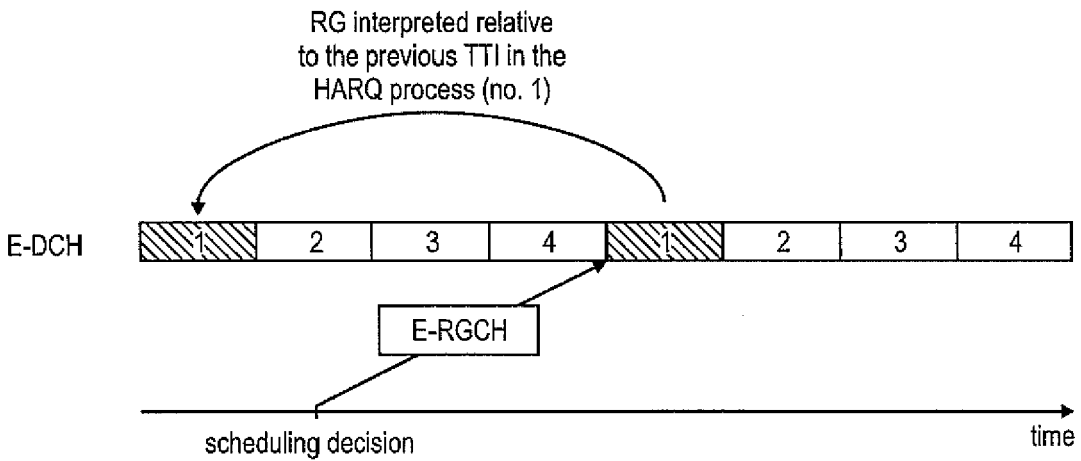 RG interpreted relative
to the previous TTI in the
HARQ process (no. 1)
E-DCH 1 2 3 4 1 2 3 4
E-RGCH
scheduling decision
time